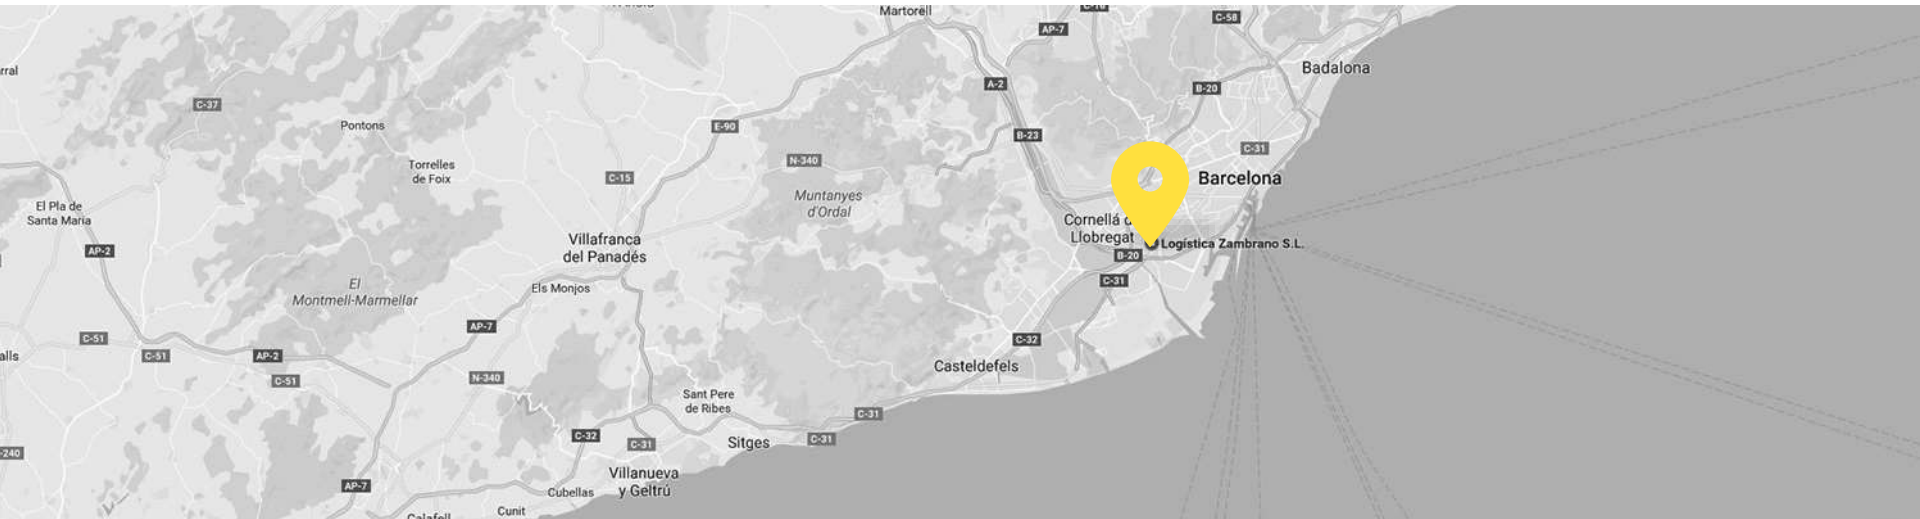 Martorell
C-58
AP-7
Badalona
A-2
B-20
C-37
Pontons
E-90
B-23
C-31
Torrelles
de Foix
N-340
C-15
Barcelona
Muntanyes
d'Ordal
El Pla de
Santa Maria
Cornellá d
Llobregat
Logística Zambrano S.L.
AP-2
Villafranca
del Panadés
B-20
C-31
El
Montmell-Marmellar
Els Monjos
AP-7
C-51
C-32
C-51
AP-2
alls
Casteldefels
C-51
N-340
Sant Pere
de Ribes
C-31
C-32
C-31
Sitges
C-31
-240
Villanueva
y Geltrú
AP-7
Cubellas
Cunit